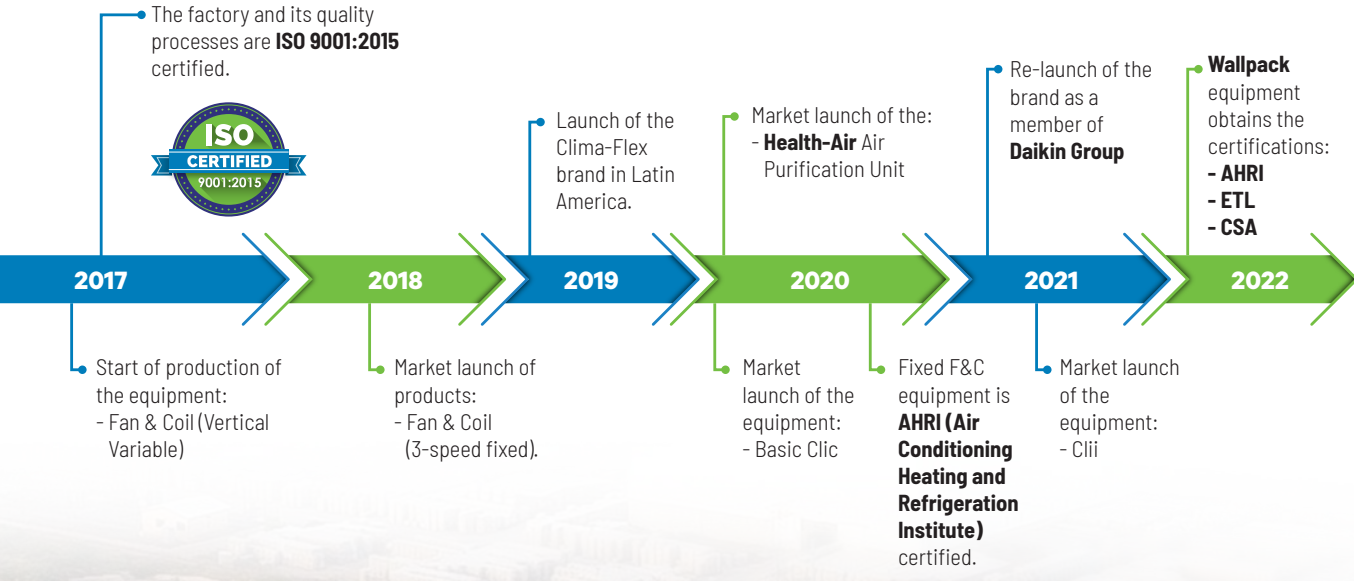 The factory and its quality
processes are ISO 9001:2015
certified.
ISO
CERTIFIED
9001:2015
Launch of the
Clima-Flex
brand in Latin
America.
Market launch of the:
- Health-Air Air
Purification Unit
Re-launch of the
brand as a
member of
Daikin Group
Wallpack
equipment
obtains the
certifications:
- AHRI
- ETL
- CSA
2017
2018
2019
2020
2021
2022
Start of production of
the equipment:
- Fan & Coil (Vertical
Variable)
Market launch of
products:
- Fan & Coil
(3-speed fixed).
Market
launch of the
equipment:
- Basic Clic
Fixed F&C
equipment is
AHRI (Air
Conditioning
Heating and
Refrigeration
Institute)
certified.
Market launch
of the
equipment:
- Clii